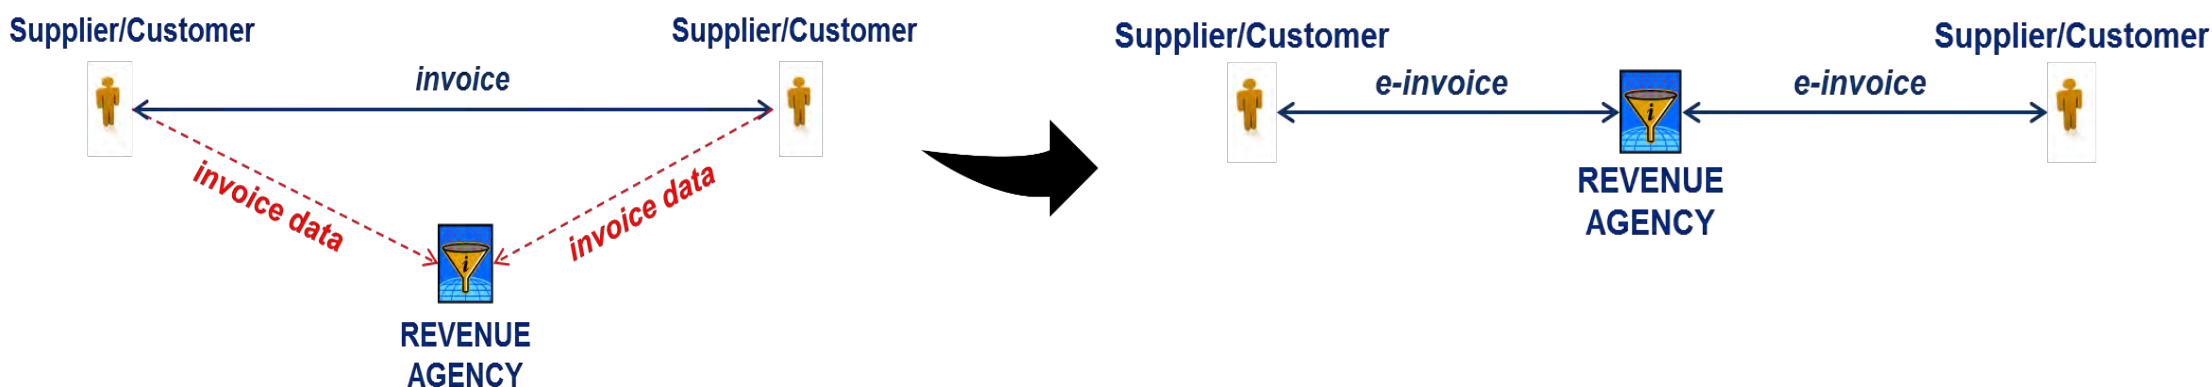 Supplier/Customer
Supplier/Customer
invoice
invoice data
invoice data
i
REVENUE
AGENCY
Supplier/Customer
Supplier/Customer
e-invoice
e-invoice
i
REVENUE
AGENCY